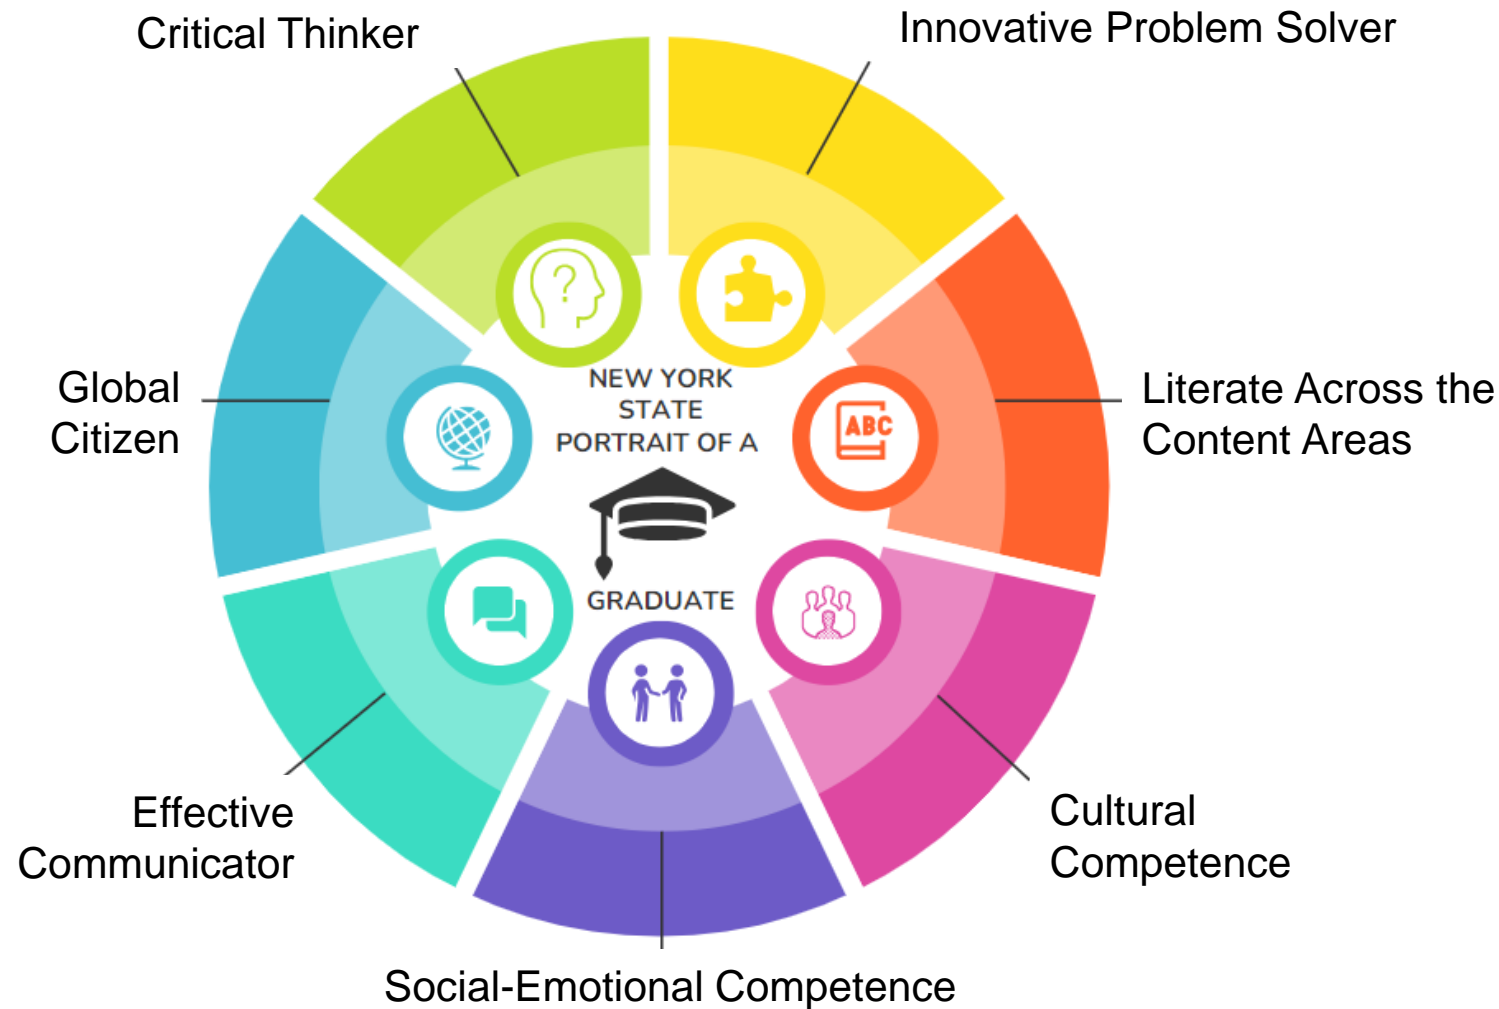 Critical Thinker
Innovative Problem Solver
?
NEW YORK
STATE
PORTRAIT OF A
Global
Citizen
ABC
Literate Across the
Content Areas
GRADUATE
Effective
Communicator
Cultural
Competence
Social-Emotional Competence